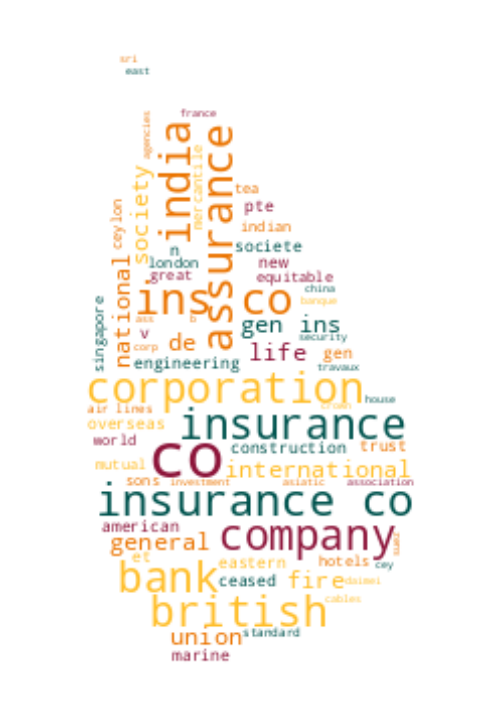 sri
east
france
agencies
india
assurance
mercantile
society
tea
ceylon
pte
indian
n
societe
london
new
great
equitable
national
ins co
china
banque
singapore
ass
b
gen ins
v
security
de
corp
life
gen
engineering
travaux
corporation
house
air lines
crown
overseas
insurance
world
co
construction
trust
mutual
international
sons
investment
asiatic
association
insurance co
american
company
general
suez
et
eastern
hotels
cey
bank
ceased
fire
daimei
british
cables
union
standard
marine